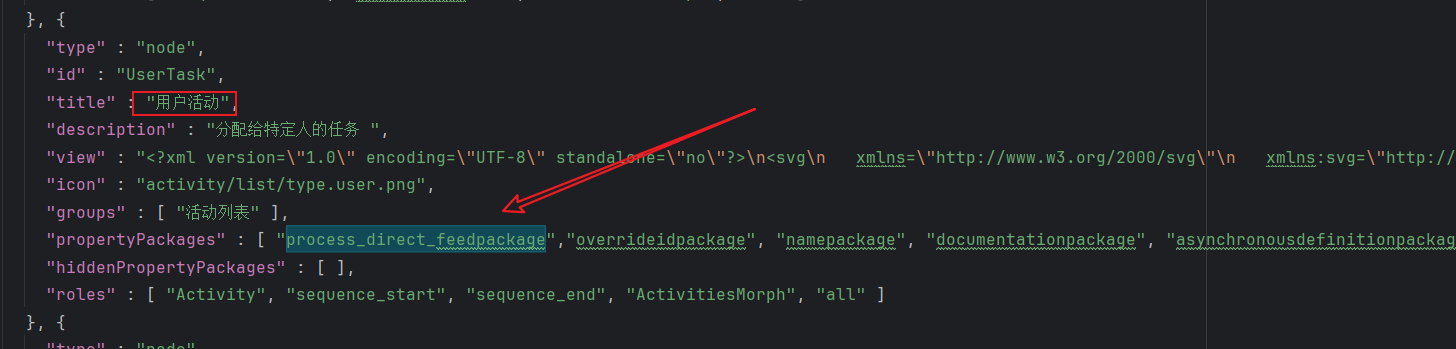 }, {
"type" : "node",
"id" : "UserTask",
"title" : "用户活动",
"description" : "分配给特定人的任务 ",
"view" : "<?xml version=\"1.0\" encoding=\"UTF-8\" standalone=\"no\"?>\n<svg\n   xmlns=\"http://www.w3.org/2000/svg\"\n   xmlns:svg=\"http://
"icon" : "activity/list/type.user.png",
"groups" : [ "活动列表" ],
"propertyPackages" : [ "process_direct_feedpackage","overrideidpackage", "namepackage", "documentationpackage", "asynchronousdefinitionpackag
"hiddenPropertyPackages" : [ ],
"roles" : [ "Activity", "sequence_start", "sequence_end", "ActivitiesMorph", "all" ]
}, {
"type" : "node"